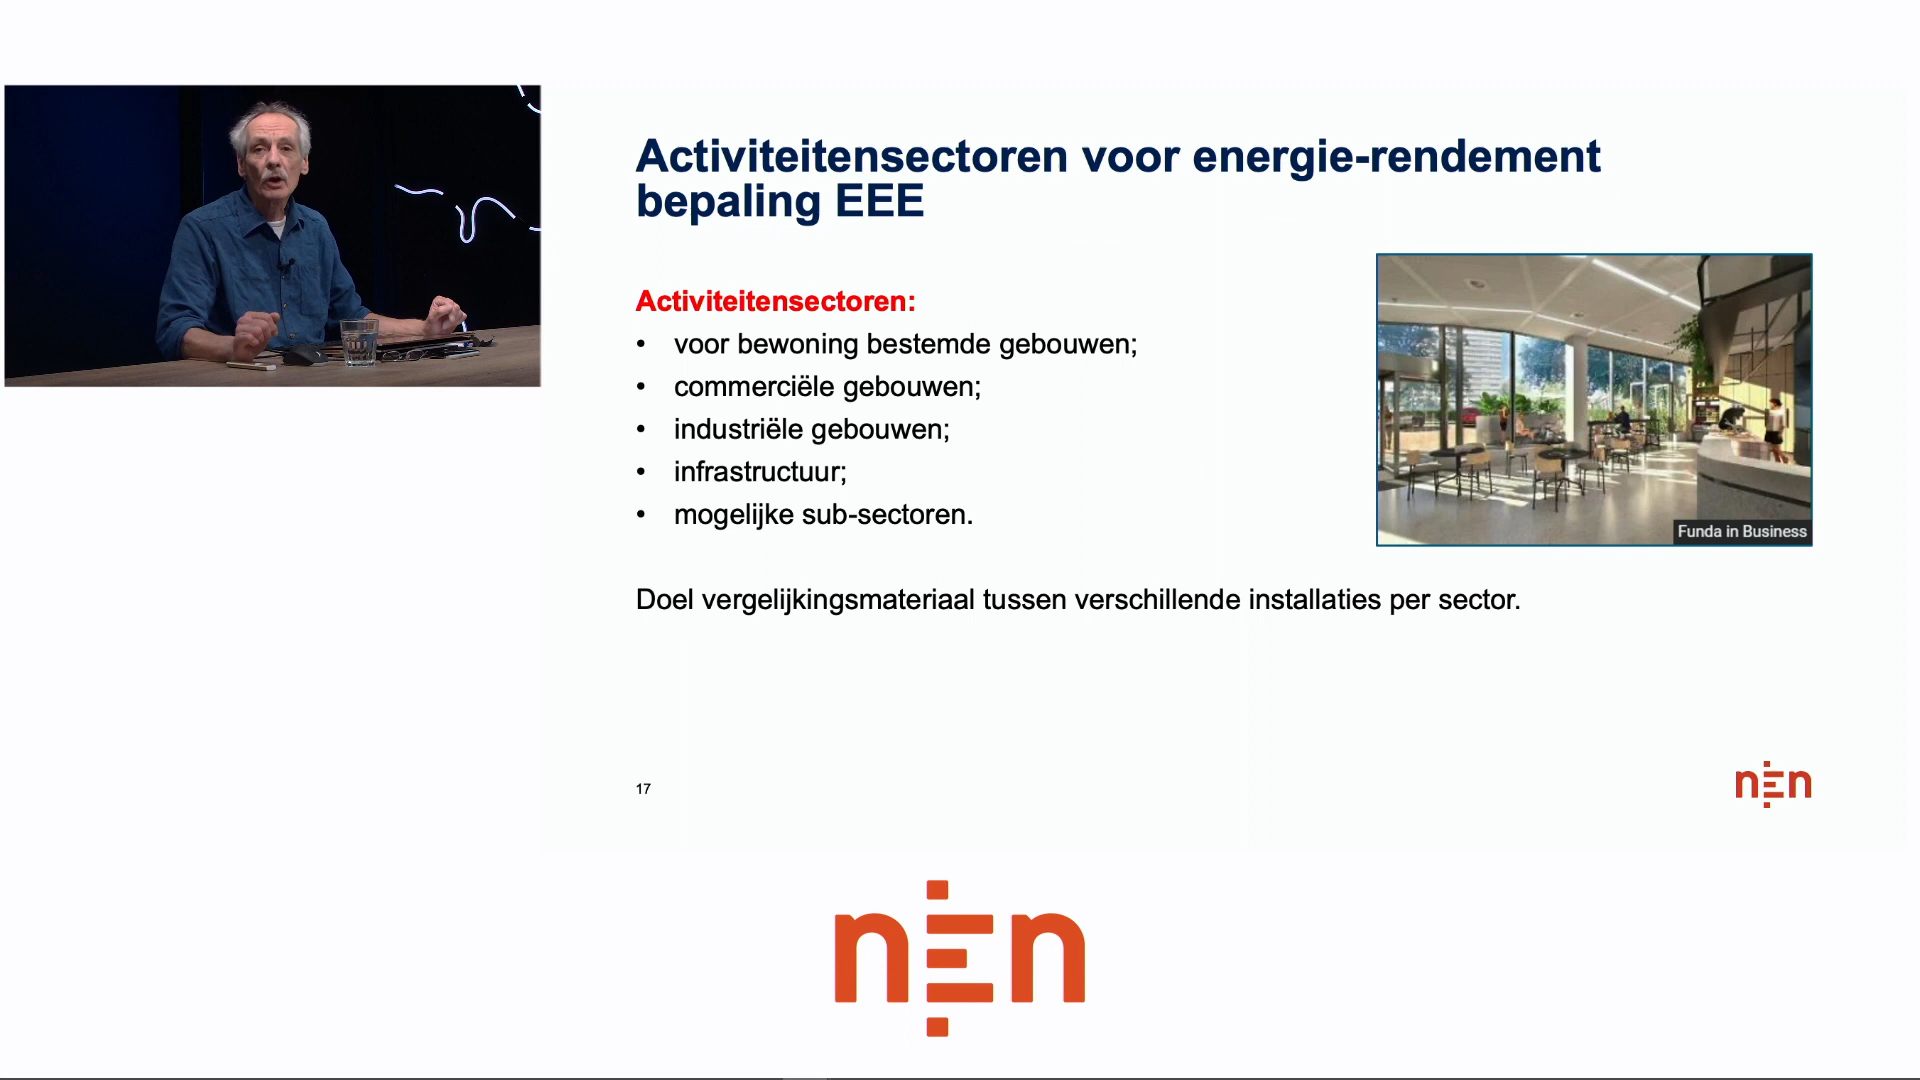 Activiteitensectoren voor energie-rendement
bepaling EEE
Activiteitensectoren:
• voor bewoning bestemde gebouwen;
• commerciële gebouwen;
• industriële gebouwen;
• infrastructuur;
• mogelijke sub-sectoren.
Funda in Business
Doel vergelijkingsmateriaal tussen verschillende installaties per sector.
17
nen
nen